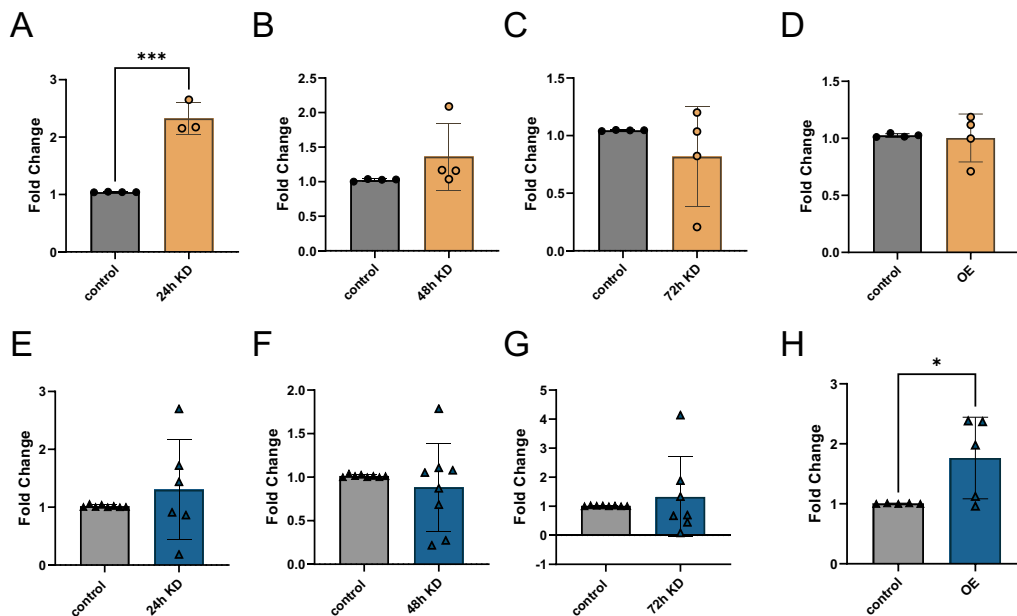 A
B
C
D
***
Fold Change
3
2
1
0
control
24h KD
Fold Change
2.5
2.0
1.5
1.0
0.5
0.0
control
48h KD
Fold Change
1.5
1.0
0.5
0.0
control
72h KD
Fold Change
1.5
1.0
0.5
0.0
control
OE
E
F
G
H
Fold Change
3
2
1
0
control
24h KD
Fold Change
2.0
1.5
1.0
0.5
0.0
control
48h KD
Fold Change
5
4
3
2
1
0
-1
control
72h KD
*
Fold Change
3
2
1
0
control
OE